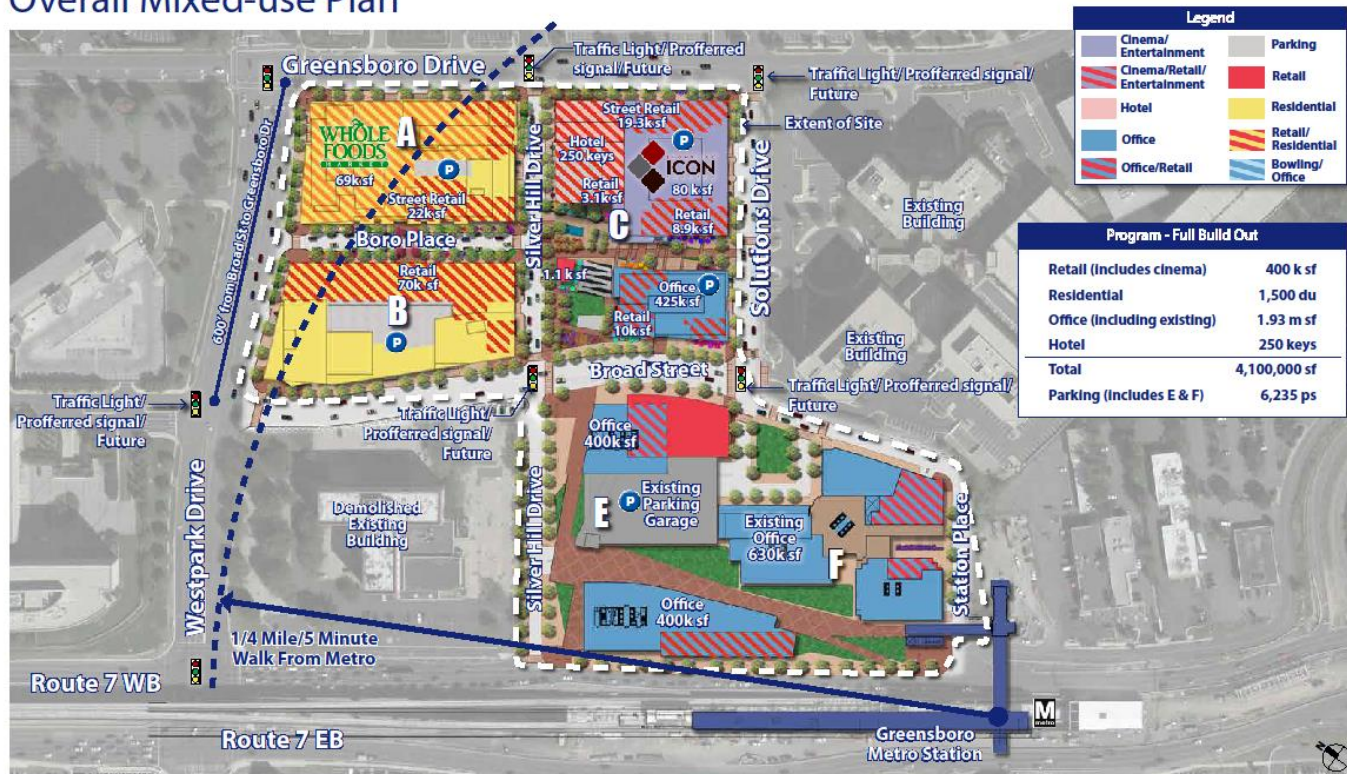 Overall Mixed-use Plan
Legend
Cinema/
Entertainment
Parking
Cinema/Retail/
Entertainment
Retail
Hotel
Residential
Office
Retail/
Residential
Office/Retail
Bowling/
Office
Program - Full Build Out
Retail (includes cinema) 400 k sf
Residential 1,500 du
Office (including existing) 1.93 m sf
Hotel 250 keys
Total 4,100,000 sf
Parking (includes E & F) 6,235 ps
Greensboro Drive
Traffic Light/ Profferred
signal/Future
Traffic Light/ Profferred signal/
Future
Extent of Site
600' from Broad St to Greensboro Dr
A
WHOLE
FOODS
MARKET
P
69k sf
Street Retail
22k sf
Silver Hill Drive
Street Retail
19.3k sf
Hotel
250 keys
P
ICON
80 k sf
Retail
3.1k sf
Retail
8.9k sf
C
Solutions Drive
Existing
Building
Boro Place
Retail
70k sf
B
P
1.1 k sf
Office
425k sf
P
Retail
10k sf
Existing
Building
Broad Street
Traffic Light/
Profferred signal/
Future
Traffic Light/
Profferred signal/
Future
Traffic Light/ Profferred signal/
Future
Westpark Drive
Demolished
Existing
Building
Silver Hill Drive
Office
400k sf
E
P
Existing
Parking
Garage
Existing
Office
630k sf
F
Station Place
Office
400k sf
1/4 Mile/5 Minute
Walk From Metro
Route 7 WB
Route 7 EB
Greensboro
Metro Station
M
metro
N